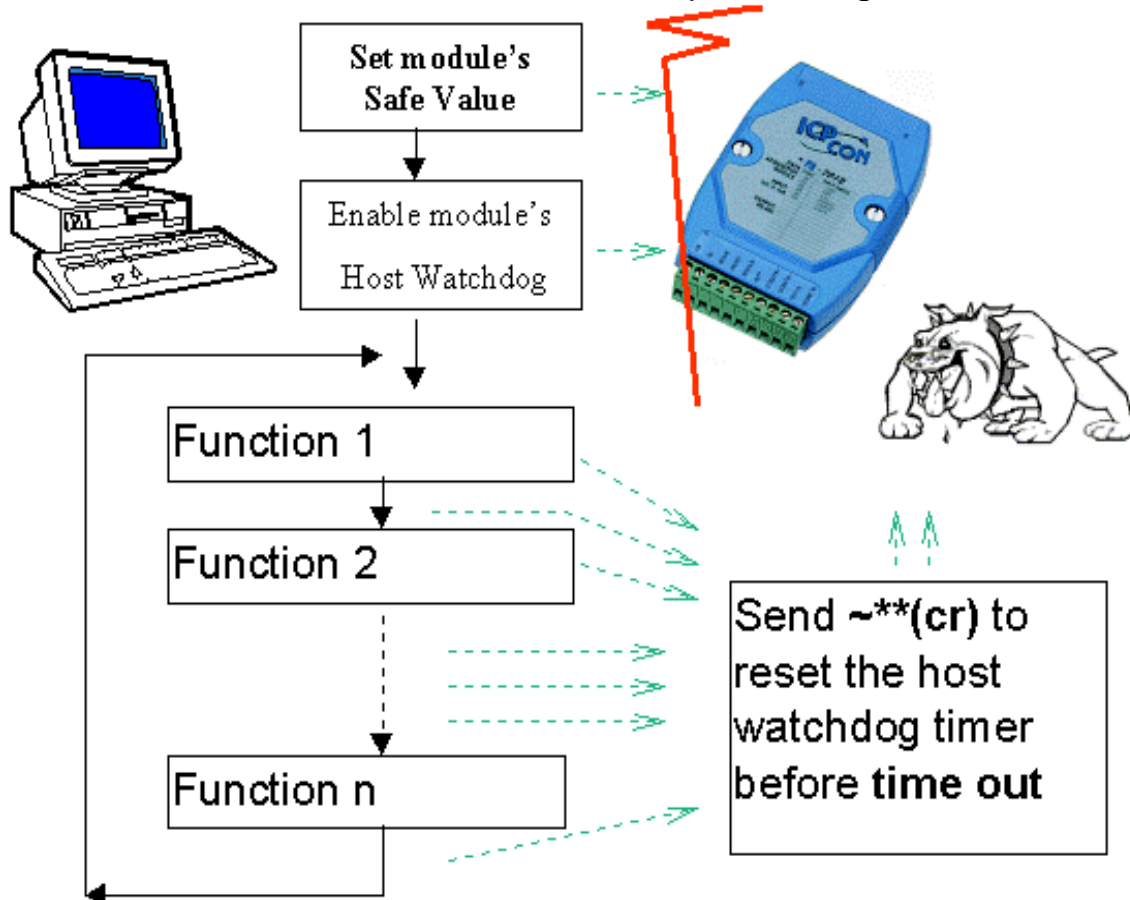 Set module's
Safe Value
Enable module's
Host Watchdog
ICP
CON
Function 1
Function 2
Function n
Send ~**(cr) to
reset the host
watchdog timer
before time out